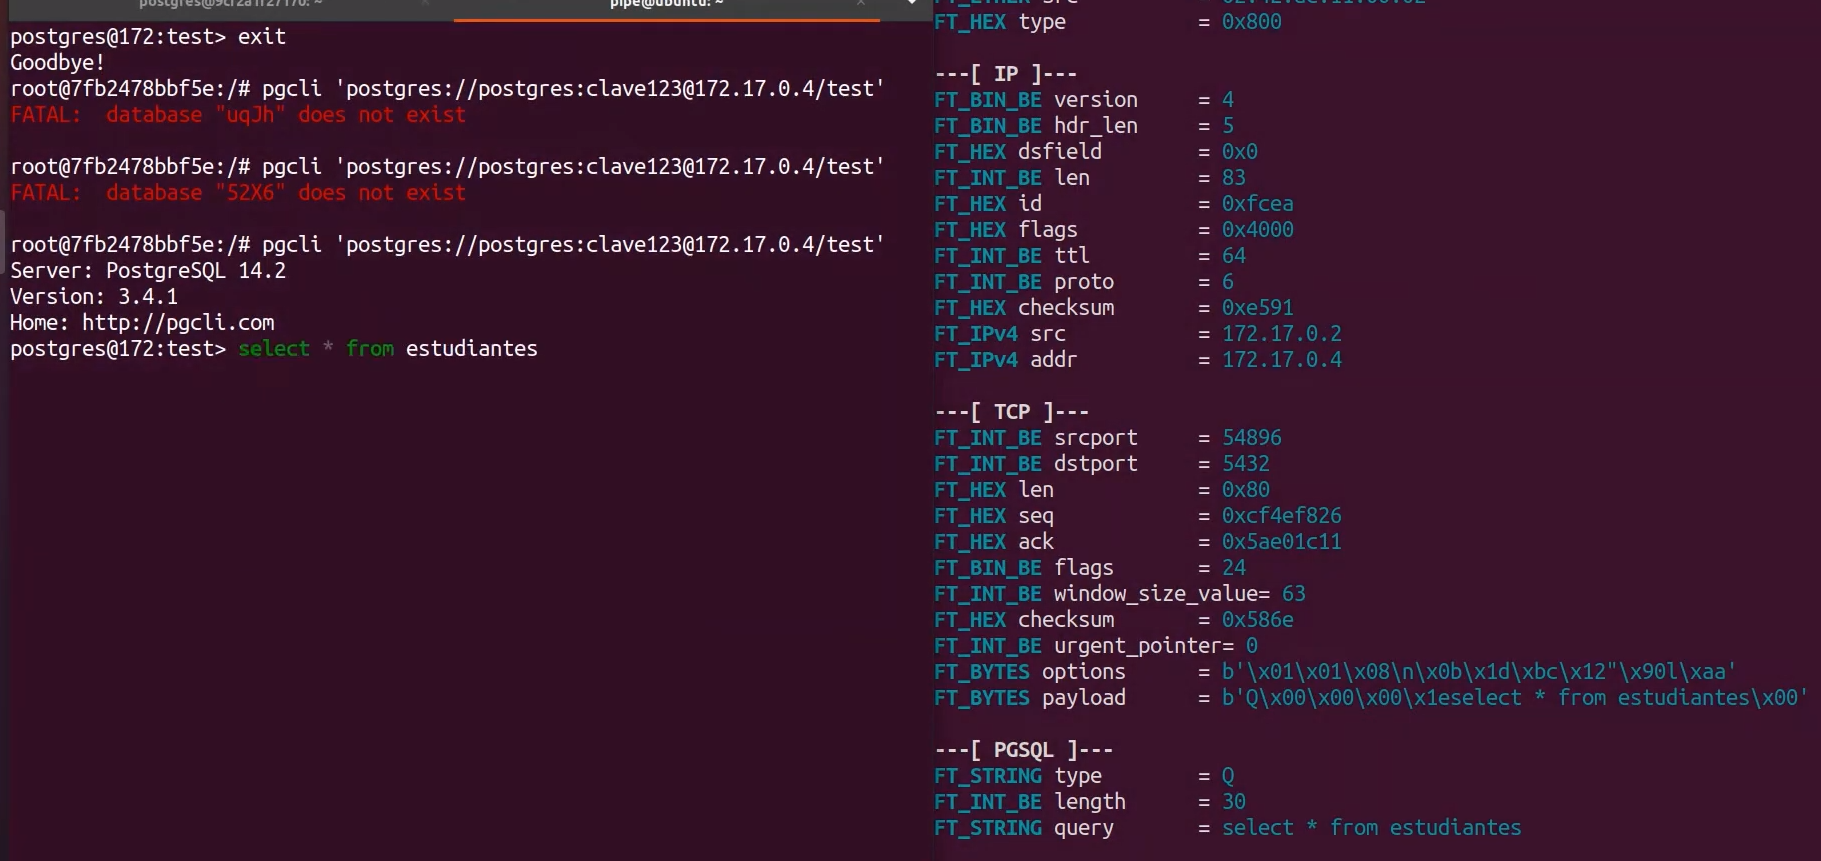 pipe@ubuntu: ~
postgres@172:test> exit
Goodbye!
root@7fb2478bbf5e:/# pgcli 'postgres://postgres:clave123@172.17.0.4/test'
FATAL:  database "uqJh" does not exist
root@7fb2478bbf5e:/# pgcli 'postgres://postgres:clave123@172.17.0.4/test'
FATAL:  database "52X6" does not exist
root@7fb2478bbf5e:/# pgcli 'postgres://postgres:clave123@172.17.0.4/test'
Server: PostgreSQL 14.2
Version: 3.4.1
Home: http://pgcli.com
postgres@172:test> select * from estudiantes
FT_HEX type = 0x800
---[ IP ]---
FT_BIN_BE version = 4
FT_BIN_BE hdr_len = 5
FT_HEX dsfield = 0x0
FT_INT_BE len = 83
FT_HEX id = 0xfcea
FT_HEX flags = 0x4000
FT_INT_BE ttl = 64
FT_INT_BE proto = 6
FT_HEX checksum = 0xe591
FT_IPv4 src = 172.17.0.2
FT_IPv4 addr = 172.17.0.4
---[ TCP ]---
FT_INT_BE srcport = 54896
FT_INT_BE dstport = 5432
FT_HEX len = 0x80
FT_HEX seq = 0xcf4ef826
FT_HEX ack = 0x5ae01c11
FT_BIN_BE flags = 24
FT_INT_BE window_size_value= 63
FT_HEX checksum = 0x586e
FT_INT_BE urgent_pointer= 0
FT_BYTES options = b'\x01\x01\x08\n\x0b\x1d\xbc\x12"\x90l\xaa'
FT_BYTES payload = b'Q\x00\x00\x00\x1eselect * from estudiantes\x00'
---[ PGSQL ]---
FT_STRING type = Q
FT_INT_BE length = 30
FT_STRING query = select * from estudiantes